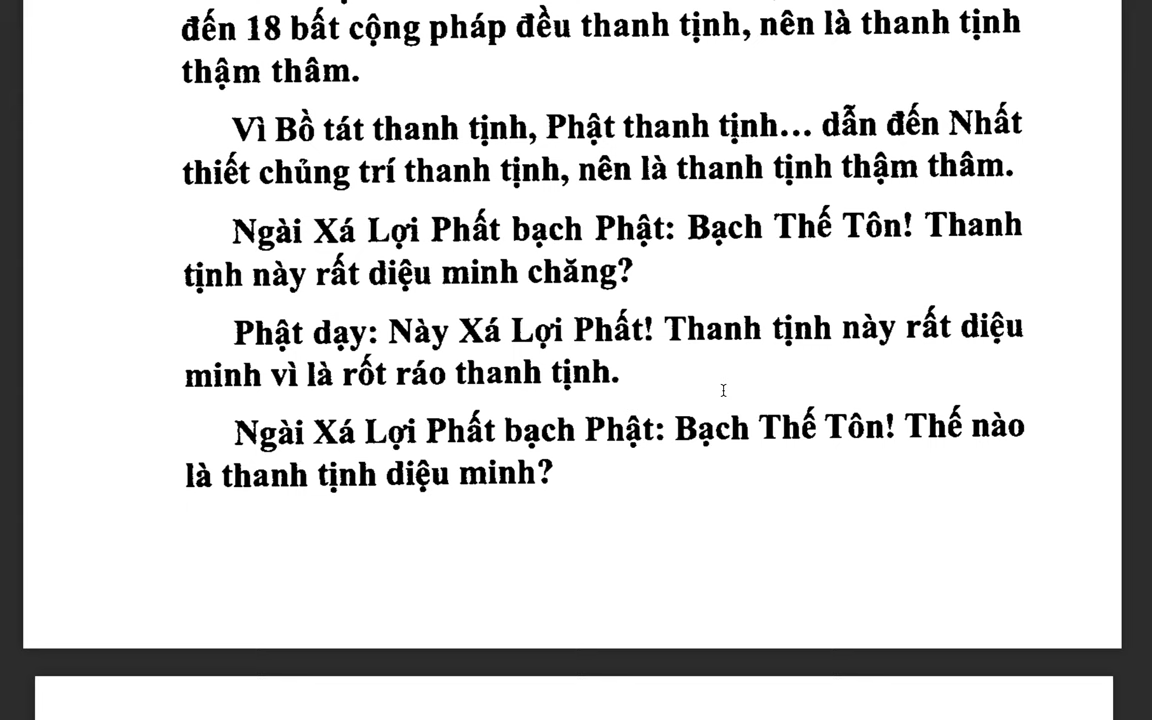 đến 18 bất cộng pháp đều thanh tịnh, nên là thanh tịnh
thậm thâm.
Vì Bồ tát thanh tịnh, Phật thanh tịnh... dẫn đến Nhất
thiết chủng trí thanh tịnh, nên là thanh tịnh thậm thâm.
Ngài Xá Lợi Phất bạch Phật: Bạch Thế Tôn! Thanh
tịnh này rất diệu minh chăng?
Phật dạy: Này Xá Lợi Phất! Thanh tịnh này rất diệu
minh vì là rốt ráo thanh tịnh.
Ngài Xá Lợi Phất bạch Phật: Bạch Thế Tôn! Thế nào
là thanh tịnh diệu minh?